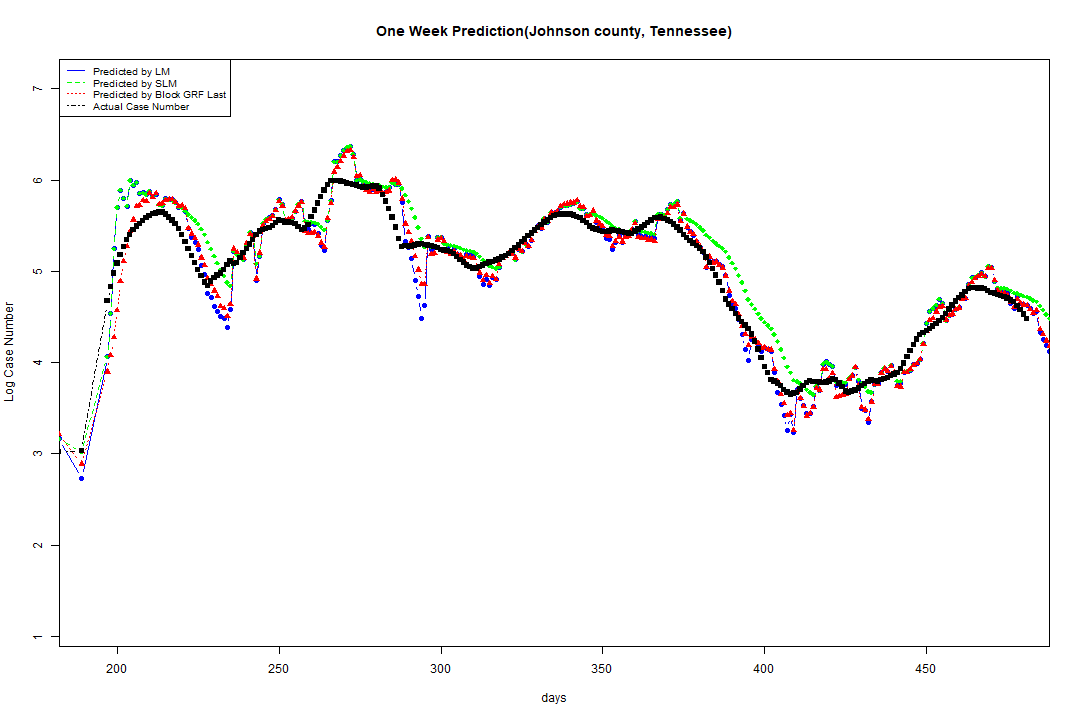 One Week Prediction(Johnson county, Tennessee)
Predicted by LM
Predicted by SLM
Predicted by Block GRF Last
Actual Case Number
Log Case Number
7
6
5
4
3
2
1
200
250
300
350
400
450
days